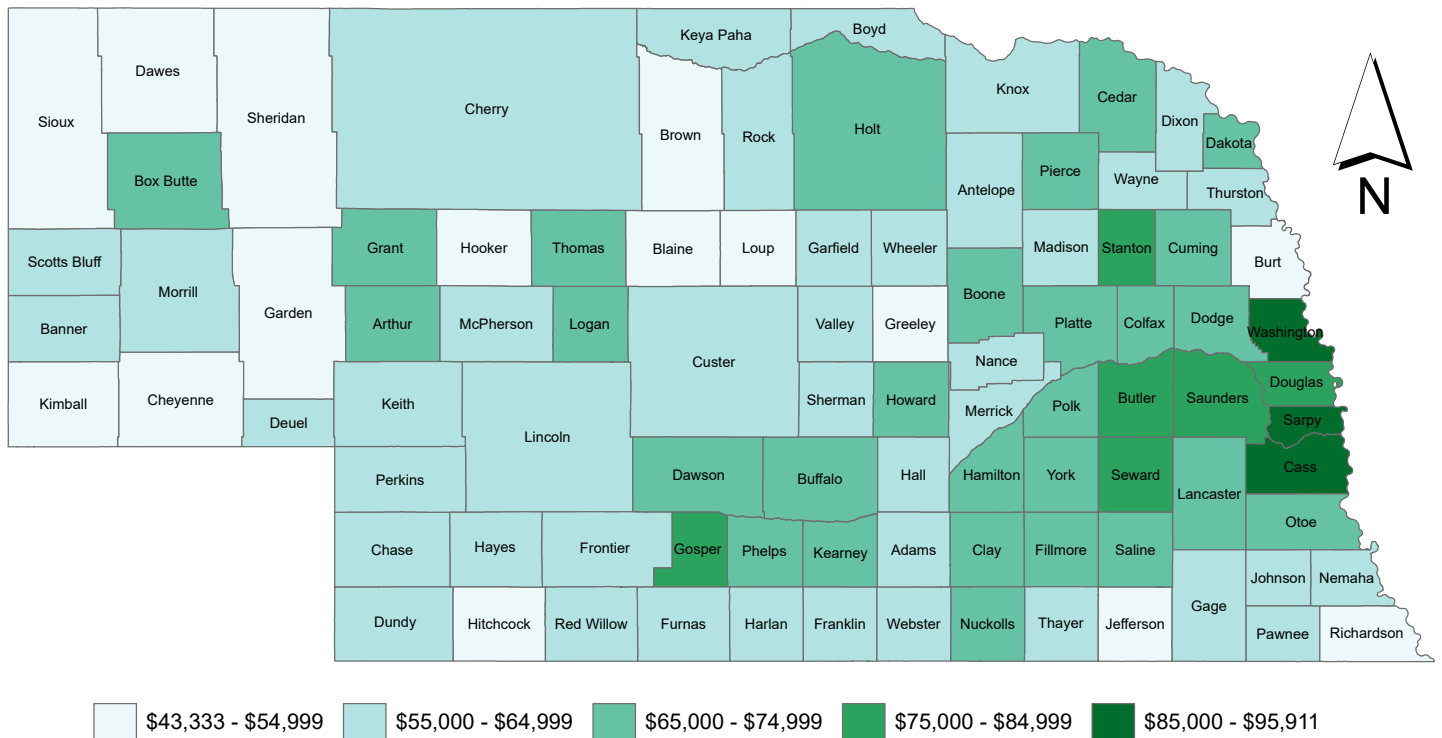 Keya Paha
Boyd
Dawes
Sheridan
Cherry
Knox
Cedar
Sioux
Brown
Rock
Holt
Dixon
Dakota
Box Butte
Pierce
Wayne
Antelope
Thurston
Grant
Hooker
Thomas
Blaine
Loup
Garfield
Wheeler
Madison
Stanton
Cuming
Burt
Scotts Bluff
Morrill
Garden
Banner
Arthur
McPherson
Logan
Custer
Valley
Greeley
Boone
Platte
Colfax
Dodge
Washington
Nance
Kimball
Cheyenne
Deuel
Keith
Lincoln
Sherman
Howard
Merrick
Polk
Butler
Saunders
Douglas
Sarpy
Perkins
Dawson
Buffalo
Hall
Hamilton
York
Seward
Lancaster
Cass
Otoe
Chase
Hayes
Frontier
Gosper
Phelps
Kearney
Adams
Clay
Fillmore
Saline
Johnson
Nemaha
Gage
Dundy
Hitchcock
Red Willow
Furnas
Harlan
Franklin
Webster
Nuckolls
Thayer
Jefferson
Pawnee
Richardson
N
$43,333 - $54,999
$55,000 - $64,999
$65,000 - $74,999
$75,000 - $84,999
$85,000 - $95,911